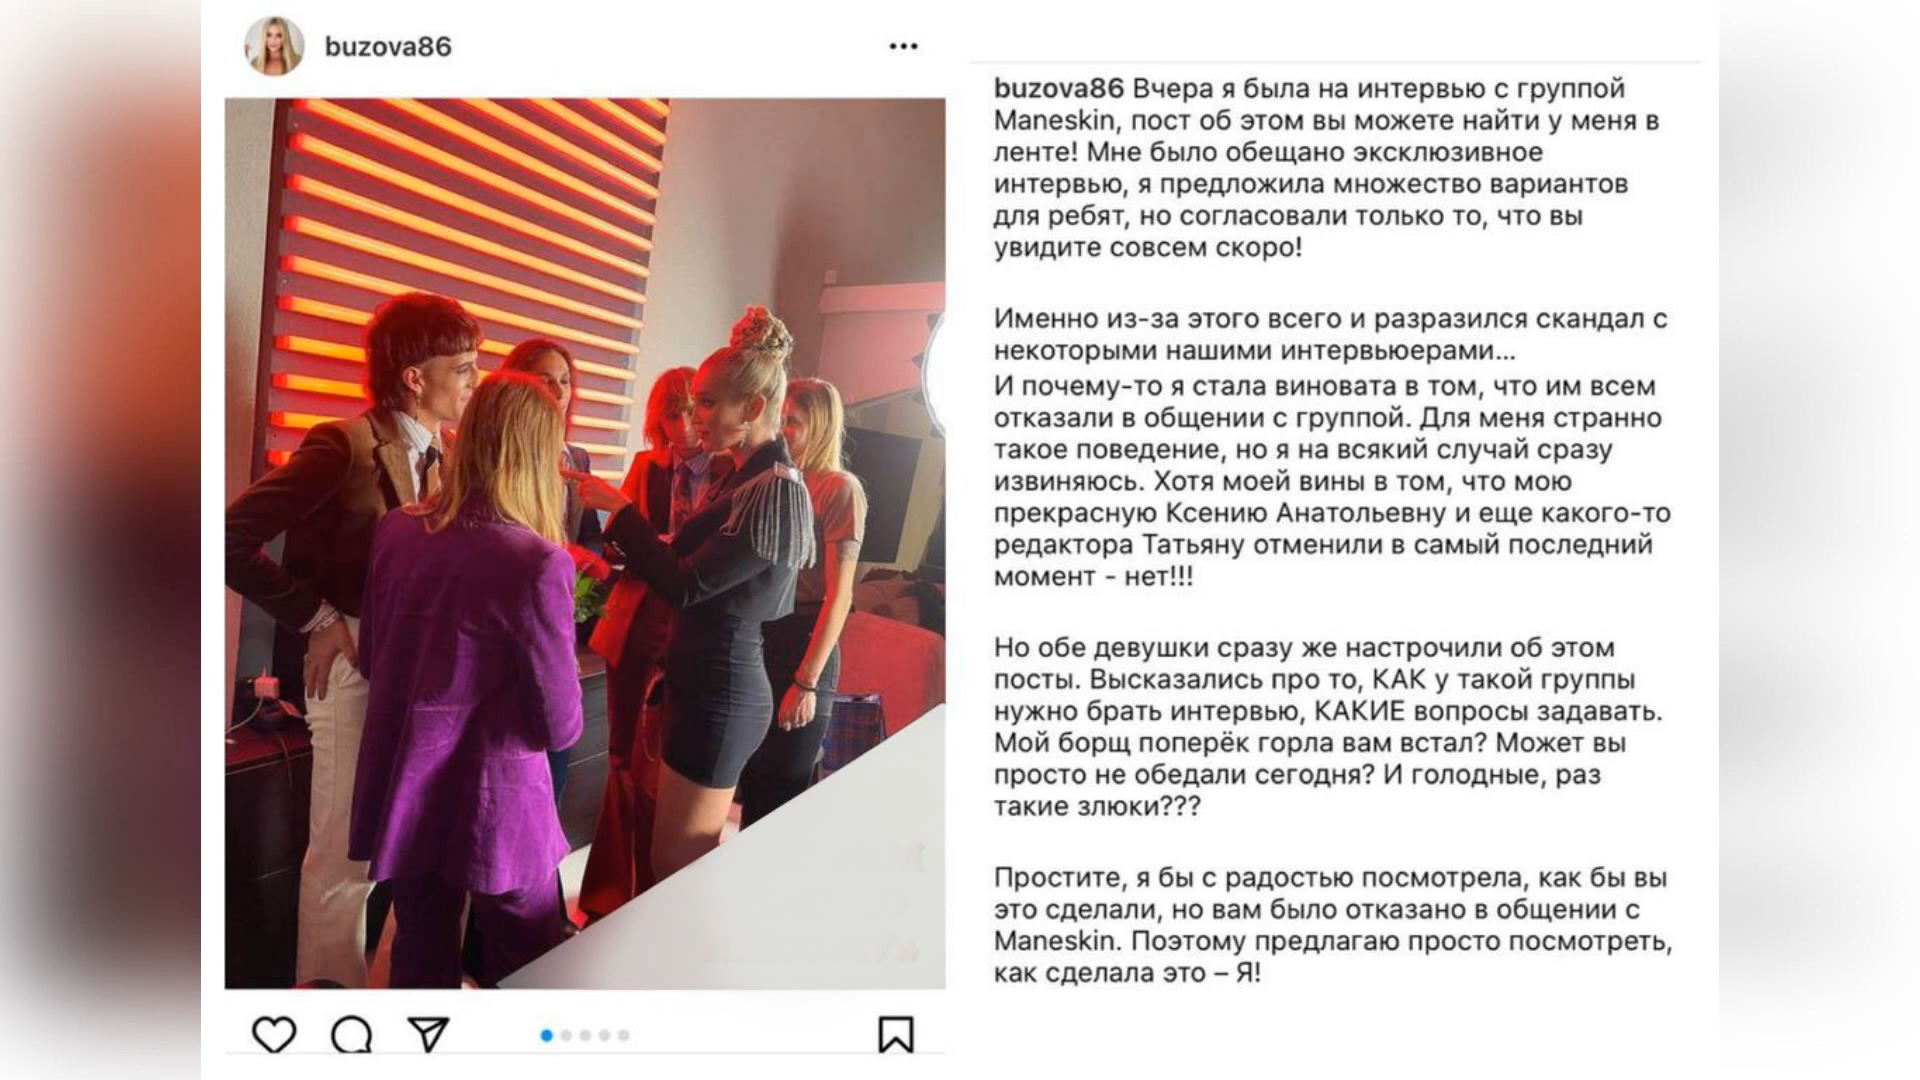 buzova86
buzova86 Вчера я была на интервью с группой
Maneskin, пост об этом вы можете найти у меня в
ленте! Мне было обещано эксклюзивное
интервью, я предложила множество вариантов
для ребят, но согласовали только то, что вы
увидите совсем скоро!
Именно из-за этого всего и разразился скандал с
некоторыми нашими интервьюерами...
И почему-то я стала виновата в том, что им всем
отказали в общении с группой. Для меня странно
такое поведение, но я на всякий случай сразу
извиняюсь. Хотя моей вины в том, что мою
прекрасную Ксению Анатольевну и еще какого-то
редактора Татьяну отменили в самый последний
момент - нет!!!
Но обе девушки сразу же настрочили об этом
посты. Высказались про то, КАК у такой группы
нужно брать интервью, КАКИЕ вопросы задавать.
Мой борщ поперёк горла вам встал? Может вы
просто не обедали сегодня? И голодные, раз
такие злюки???
Простите, я бы с радостью посмотрела, как бы вы
это сделали, но вам было отказано в общении с
Maneskin. Поэтому предлагаю просто посмотреть,
как сделала это – Я!